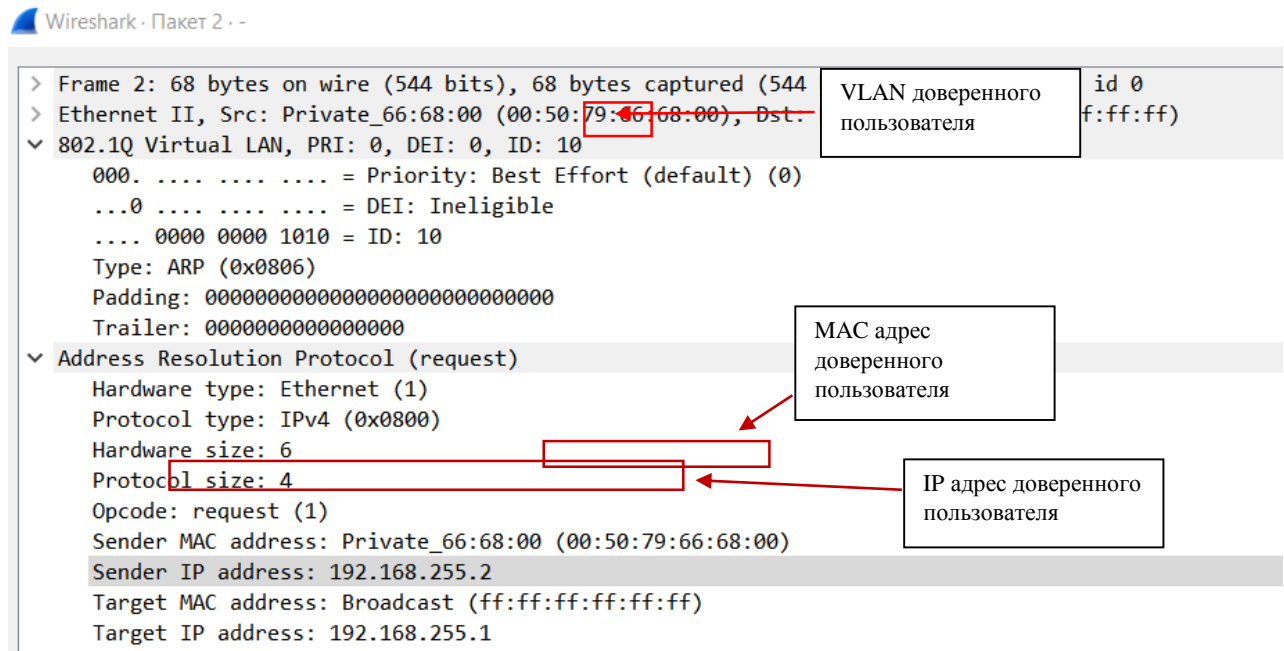 Wireshark · Пакет 2 · -
Frame 2: 68 bytes on wire (544 bits), 68 bytes captured (544 id 0
Ethernet II, Src: Private_66:68:00 (00:50:79:66:68:00), Dst: f:ff:ff)
VLAN доверенного
пользователя
802.1Q Virtual LAN, PRI: 0, DEI: 0, ID: 10
000. .... .... .... = Priority: Best Effort (default) (0)
...0 .... .... .... = DEI: Ineligible
.... 0000 0000 1010 = ID: 10
Type: ARP (0x0806)
Padding: 0000000000000000000000000000
Trailer: 0000000000000000
MAC адрес
доверенного
пользователя
Address Resolution Protocol (request)
Hardware type: Ethernet (1)
Protocol type: IPv4 (0x0800)
Hardware size: 6
Protocol size: 4
IP адрес доверенного
пользователя
Opcode: request (1)
Sender MAC address: Private_66:68:00 (00:50:79:66:68:00)
Sender IP address: 192.168.255.2
Target MAC address: Broadcast (ff:ff:ff:ff:ff:ff)
Target IP address: 192.168.255.1